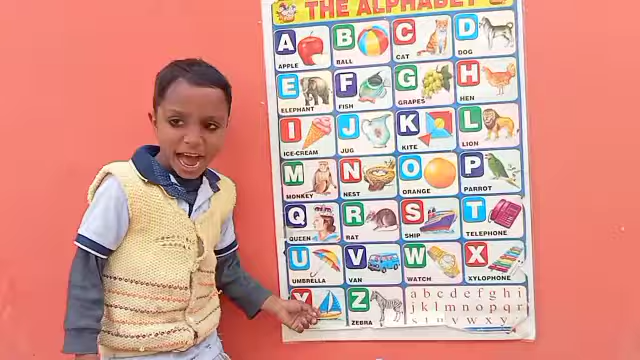 THE ALPHABET
A B C D
APPLE BALL CAT DOG
E F G H
ELEPHANT FISH GRAPES HEN
I J K L
ICE-CREAM JUG KITE LION
M N O P
MONKEY NEST ORANGE PARROT
Q R S T
QUEEN RAT SHIP TELEPHONE
U V W X
UMBRELLA VAN WATCH XYLOPHONE
Y Z
ZEBRA
a b c d e f g h i
j k l m n o p q r
s t u v w x y